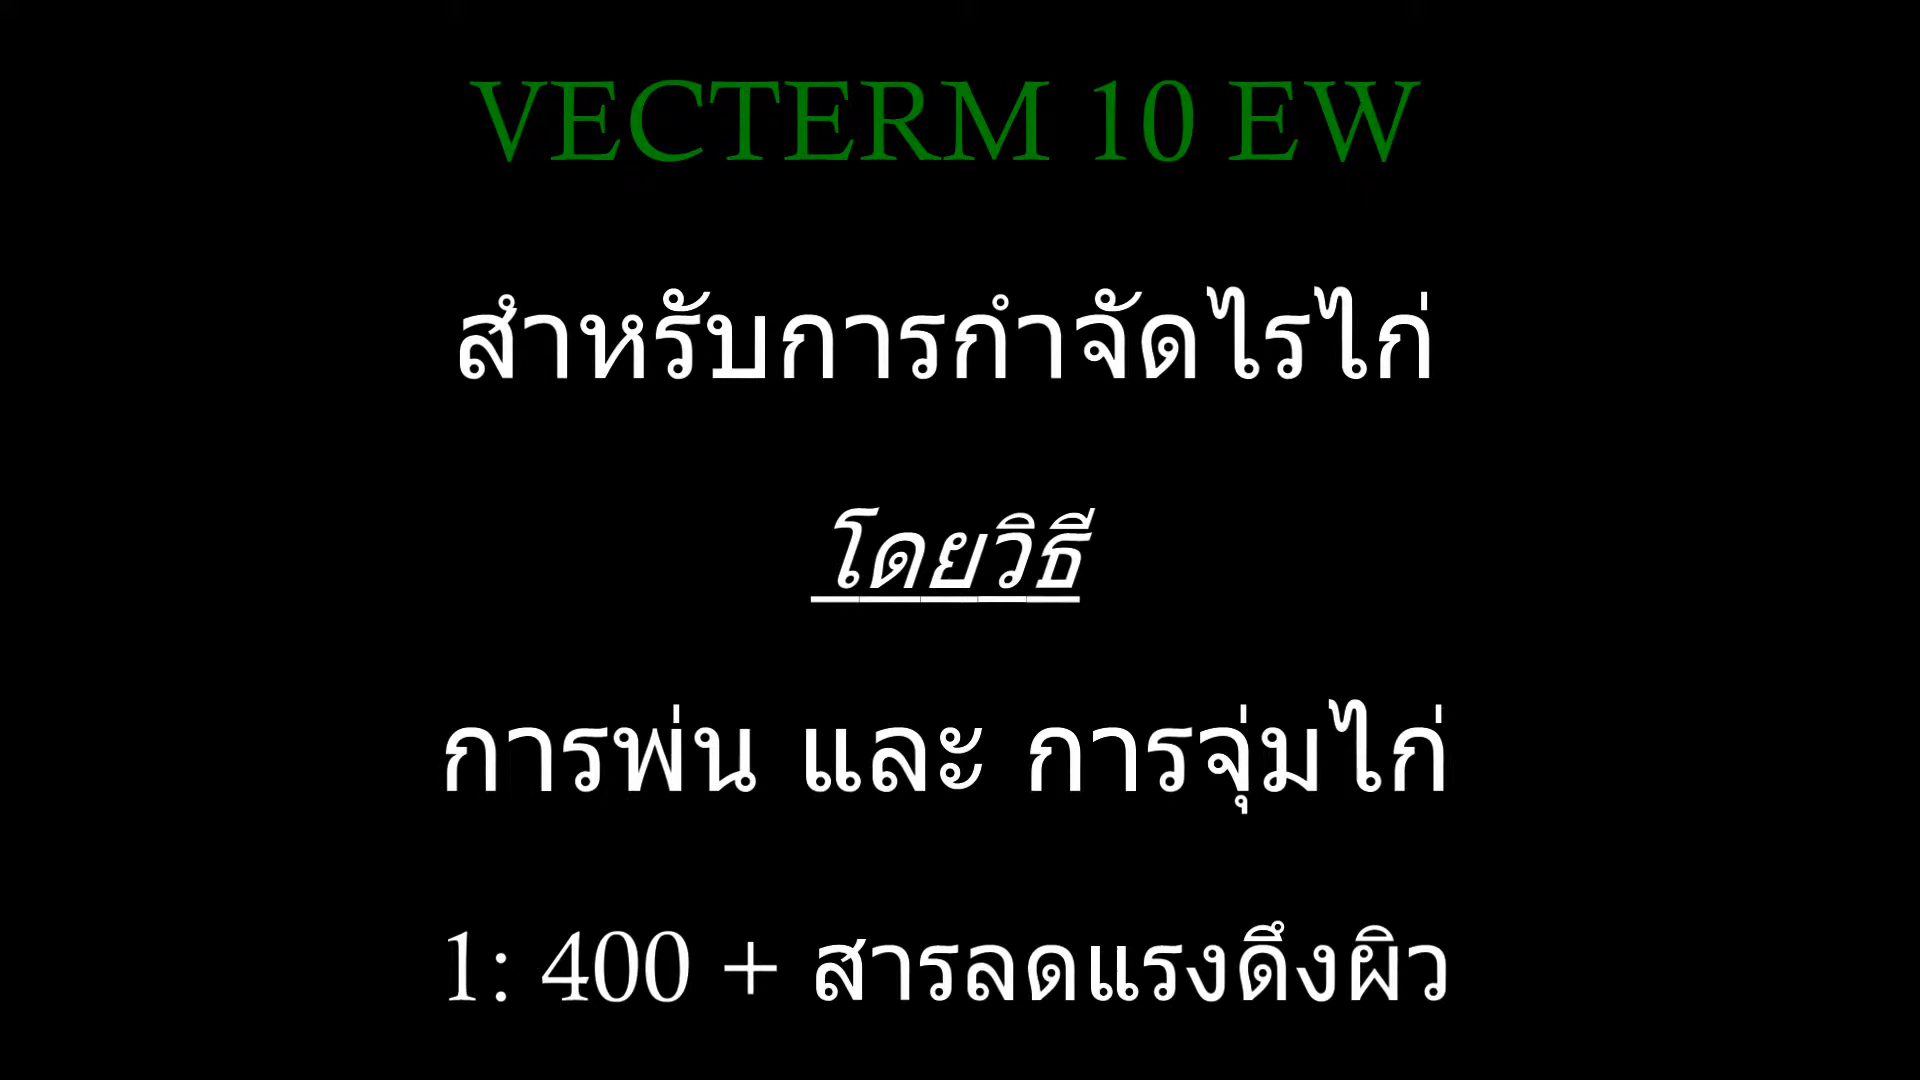 VECTERM 10 EW
สำหรับการกำจัดไรไก่
โดยวิธี
การพ่น และ การจุ่มไก่
1: 400 + สารลดแรงดึงผิว